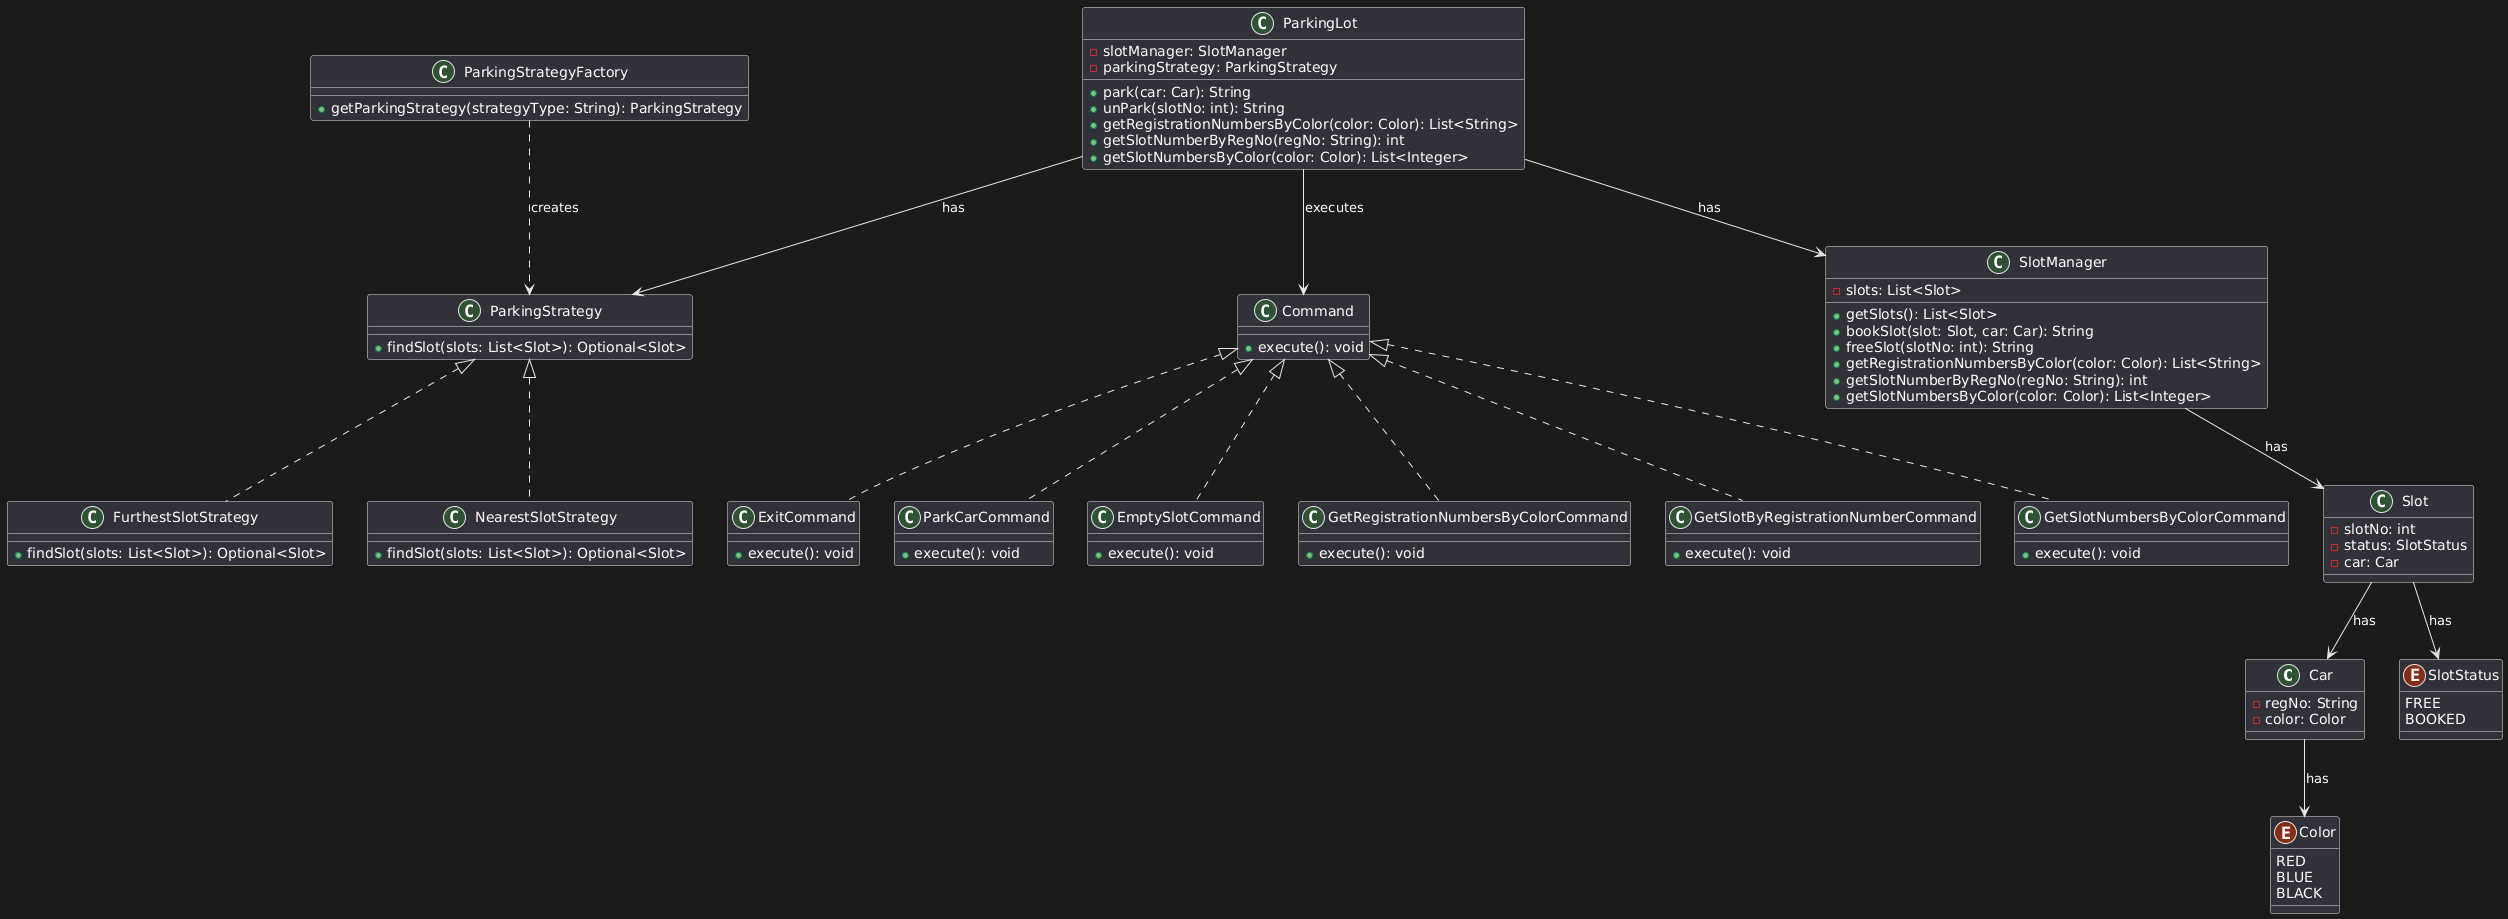 C ParkingLot
slotManager: SlotManager
parkingStrategy: ParkingStrategy
park(car: Car): String
unPark(slotNo: int): String
getRegistrationNumbersByColor(color: Color): List<String>
getSlotNumberByRegNo(regNo: String): int
getSlotNumbersByColor(color: Color): List<Integer>
C ParkingStrategyFactory
getParkingStrategy(strategyType: String): ParkingStrategy
creates
has
executes
has
C SlotManager
slots: List<Slot>
getSlots(): List<Slot>
bookSlot(slot: Slot, car: Car): String
freeSlot(slotNo: int): String
getRegistrationNumbersByColor(color: Color): List<String>
getSlotNumberByRegNo(regNo: String): int
getSlotNumbersByColor(color: Color): List<Integer>
C ParkingStrategy
findSlot(slots: List<Slot>): Optional<Slot>
C Command
execute(): void
has
C FurthestSlotStrategy
findSlot(slots: List<Slot>): Optional<Slot>
C NearestSlotStrategy
findSlot(slots: List<Slot>): Optional<Slot>
C ExitCommand
execute(): void
C ParkCarCommand
execute(): void
C EmptySlotCommand
execute(): void
C GetRegistrationNumbersByColorCommand
execute(): void
C GetSlotByRegistrationNumberCommand
execute(): void
C GetSlotNumbersByColorCommand
execute(): void
C Slot
slotNo: int
status: SlotStatus
car: Car
has
has
C Car
regNo: String
color: Color
E SlotStatus
FREE
BOOKED
has
E Color
RED
BLUE
BLACK